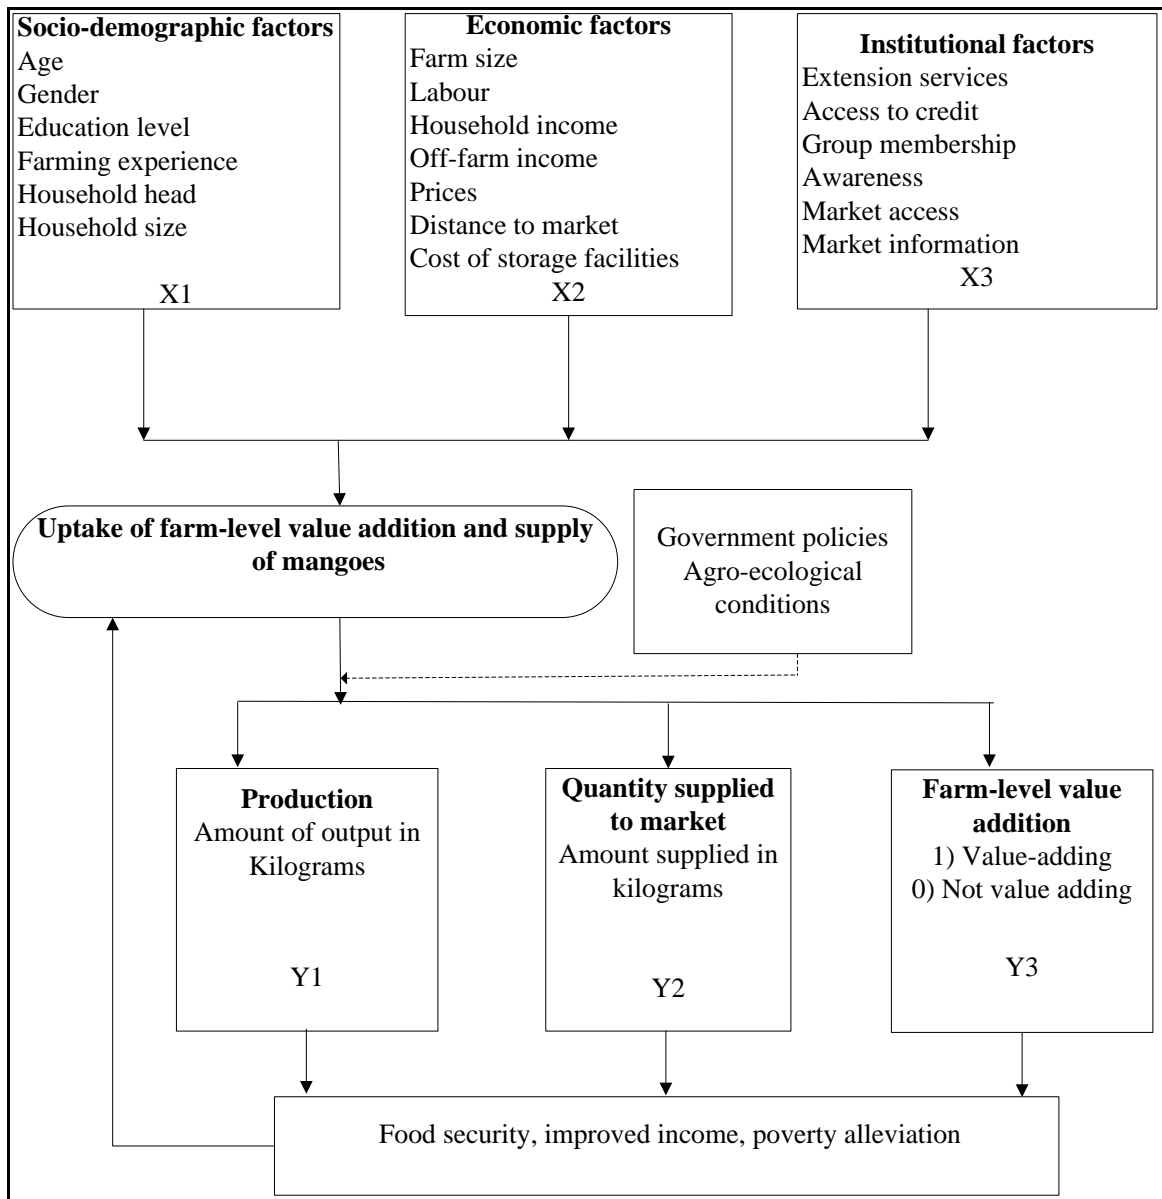 Socio-demographic factors
Age
Gender
Education level
Farming experience
Household head
Household size
X1
Economic factors
Farm size
Labour
Household income
Off-farm income
Prices
Distance to market
Cost of storage facilities
X2
Institutional factors
Extension services
Access to credit
Group membership
Awareness
Market access
Market information
X3
Uptake of farm-level value addition and supply
of mangoes
Government policies
Agro-ecological
conditions
Production
Amount of output in
Kilograms
Y1
Quantity supplied
to market
Amount supplied in
kilograms
Y2
Farm-level value
addition
1) Value-adding
0) Not value adding
Y3
Food security, improved income, poverty alleviation